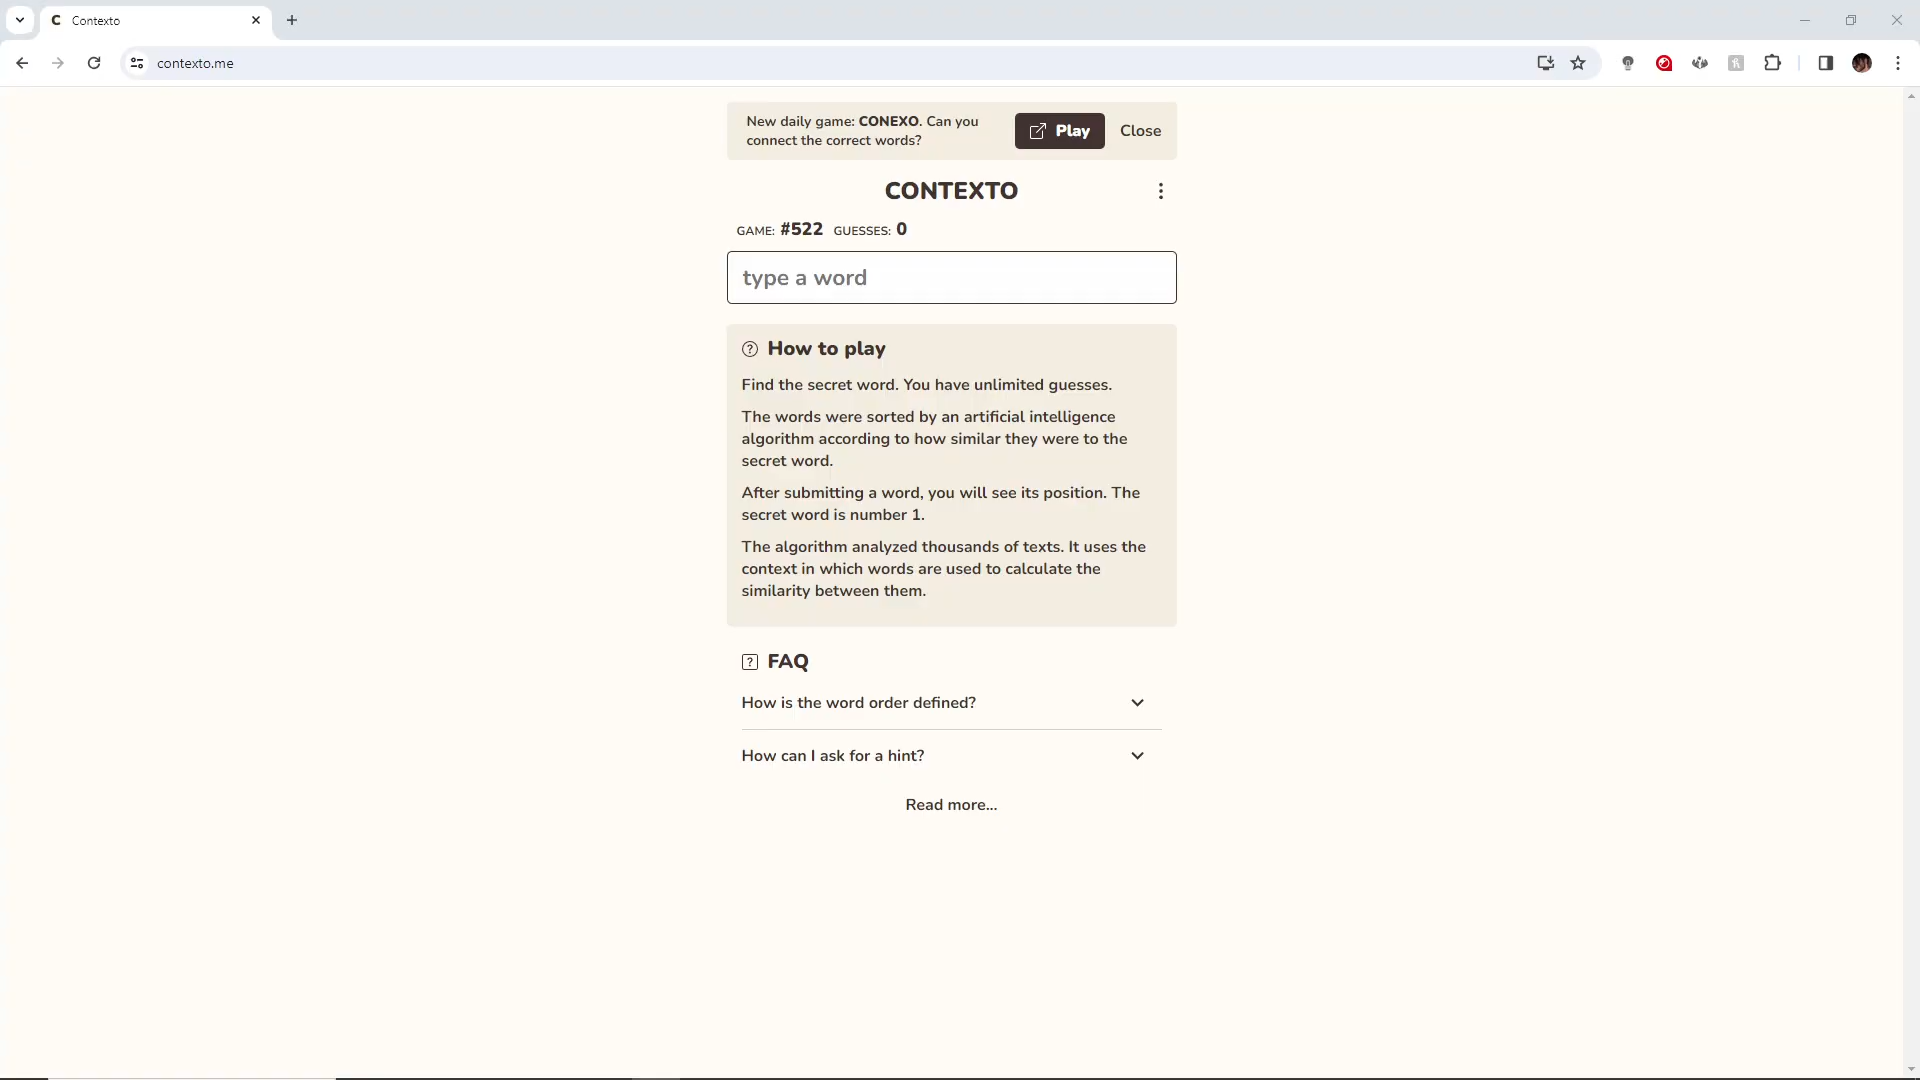 Contexto
contexto.me
New daily game: CONEXO. Can you
connect the correct words?
Play
Close
CONTEXTO
GAME: #522 GUESSES: 0
type a word
How to play
Find the secret word. You have unlimited guesses.
The words were sorted by an artificial intelligence
algorithm according to how similar they were to the
secret word.
After submitting a word, you will see its position. The
secret word is number 1.
The algorithm analyzed thousands of texts. It uses the
context in which words are used to calculate the
similarity between them.
FAQ
How is the word order defined?
How can I ask for a hint?
Read more...